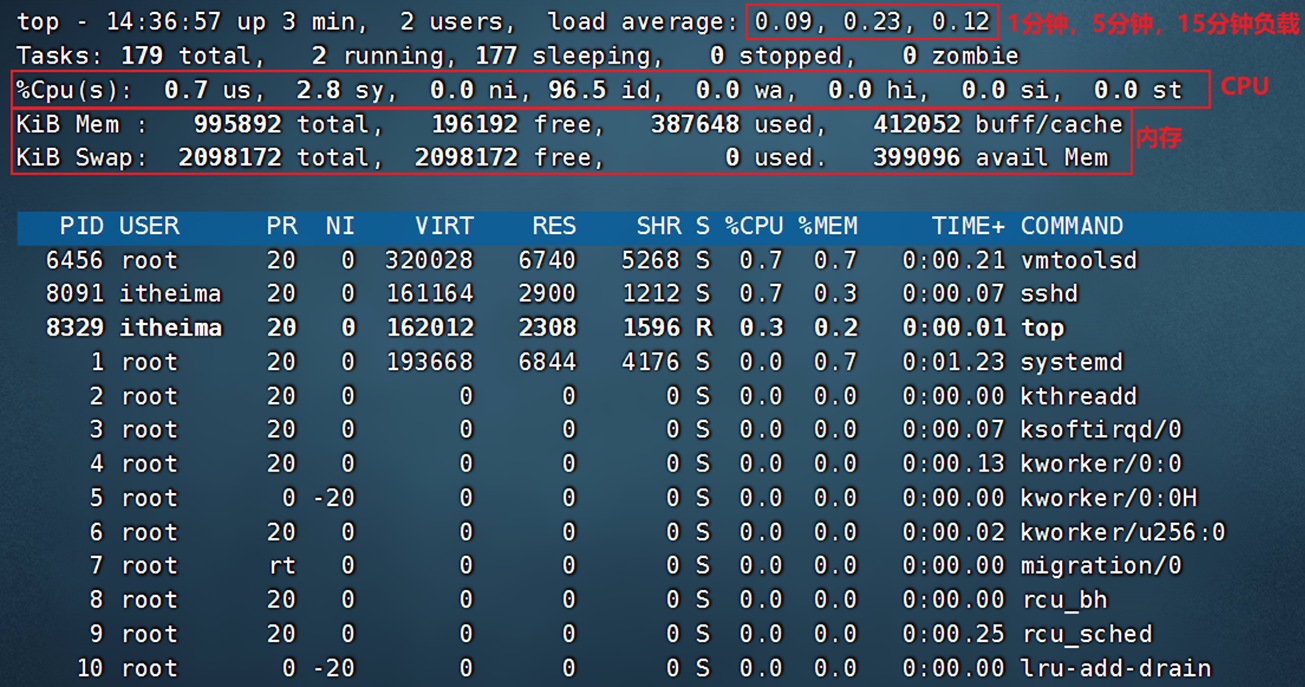 top - 14:36:57 up 3 min,  2 users,  load average: 0.09, 0.23, 0.12 1分钟，5分钟，15分钟负载
Tasks: 179 total,   2 running, 177 sleeping,   0 stopped,   0 zombie
%Cpu(s):  0.7 us,  2.8 sy,  0.0 ni, 96.5 id,  0.0 wa,  0.0 hi,  0.0 si,  0.0 st CPU
KiB Mem :   995892 total,   196192 free,   387648 used,   412052 buff/cache
内存
KiB Swap:  2098172 total,  2098172 free,        0 used.   399096 avail Mem
PID USER      PR  NI    VIRT    RES    SHR S %CPU %MEM     TIME+ COMMAND
6456 root      20   0  320028   6740   5268 S  0.7  0.7   0:00.21 vmtoolsd
8091 itheima   20   0  161164   2900   1212 S  0.7  0.3   0:00.07 sshd
8329 itheima   20   0  162012   2308   1596 R  0.3  0.2   0:00.01 top
1 root      20   0  193668   6844   4176 S  0.0  0.7   0:01.23 systemd
2 root      20   0       0      0      0 S  0.0  0.0   0:00.00 kthreadd
3 root      20   0       0      0      0 S  0.0  0.0   0:00.07 ksoftirqd/0
4 root      20   0       0      0      0 S  0.0  0.0   0:00.13 kworker/0:0
5 root       0 -20       0      0      0 S  0.0  0.0   0:00.00 kworker/0:0H
6 root      20   0       0      0      0 S  0.0  0.0   0:00.02 kworker/u256:0
7 root      rt   0       0      0      0 S  0.0  0.0   0:00.00 migration/0
8 root      20   0       0      0      0 S  0.0  0.0   0:00.00 rcu_bh
9 root      20   0       0      0      0 S  0.0  0.0   0:00.25 rcu_sched
10 root       0 -20       0      0      0 S  0.0  0.0   0:00.00 lru-add-drain